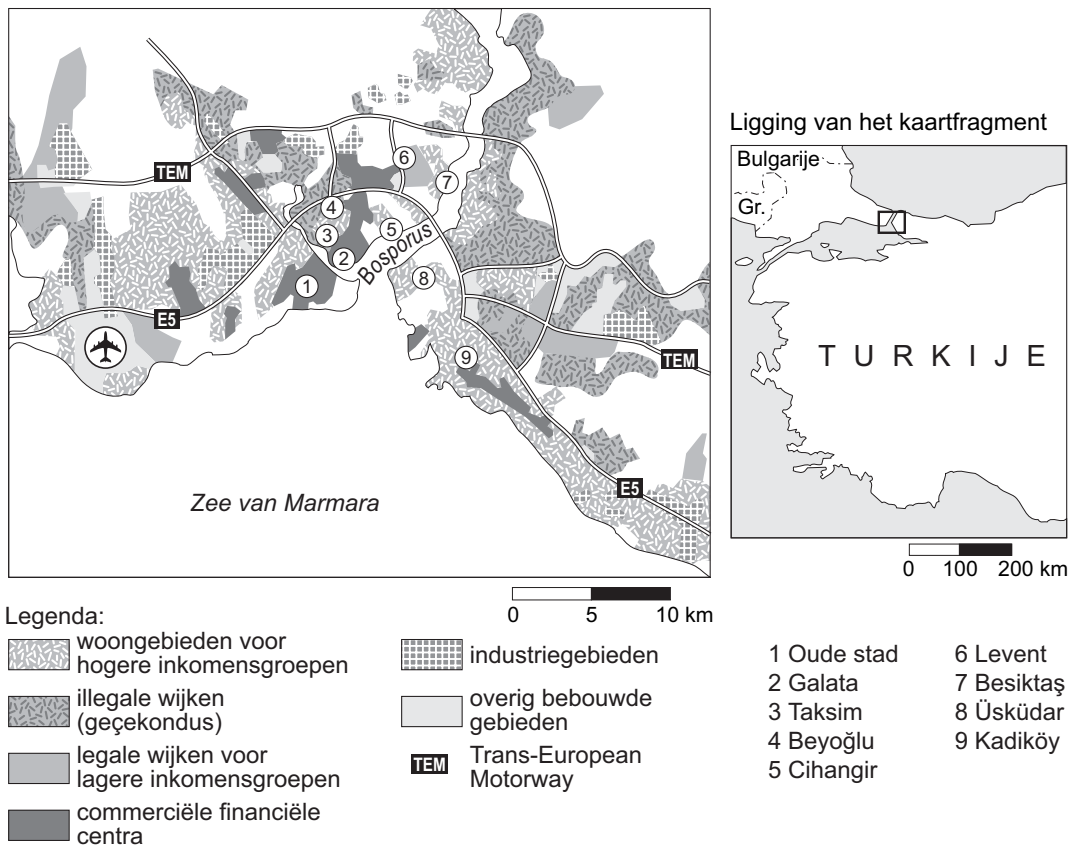 TEM
6
7
4
5
3
Bosporus
2
8
1
E5
9
TEM
E5
Zee van Marmara
0 5 10 km
Ligging van het kaartfragment
Bulgarije
Gr.
TURKIJE
0 100 200 km
Legenda:
woongebieden voor
hogere inkomensgroepen
illegale wijken
(geçekondus)
legale wijken voor
lagere inkomensgroepen
commerciële financiële
centra
industriegebieden
overig bebouwde
gebieden
TEM Trans-European
Motorway
1 Oude stad
2 Galata
3 Taksim
4 Beyoğlu
5 Cihangir
6 Levent
7 Besiktaş
8 Üsküdar
9 Kadiköy